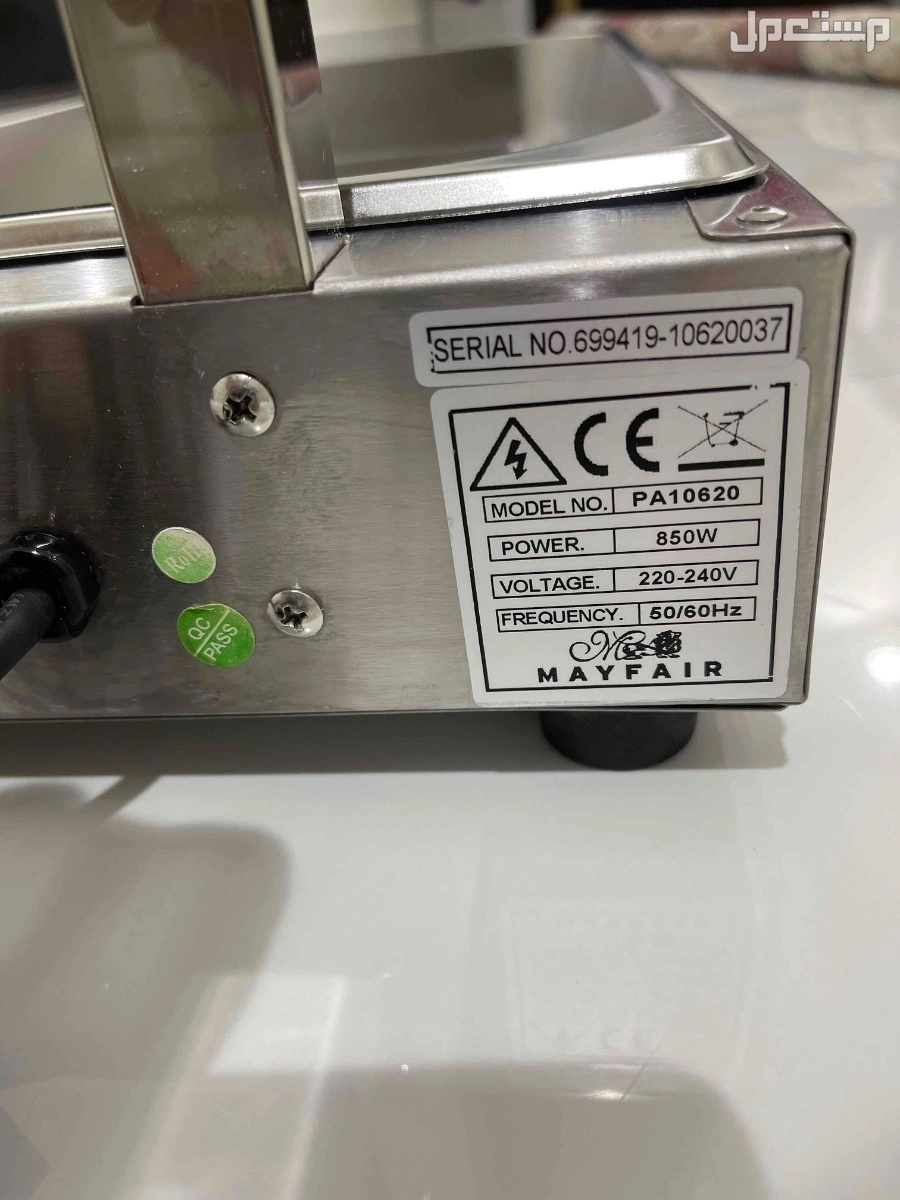 مستعمل
SERIAL NO.699419-10620037
CE
MODEL NO. PA10620
POWER. 850W
VOLTAGE. 220-240V
FREQUENCY. 50/60Hz
MAYFAIR
RoHS
QC
PASS